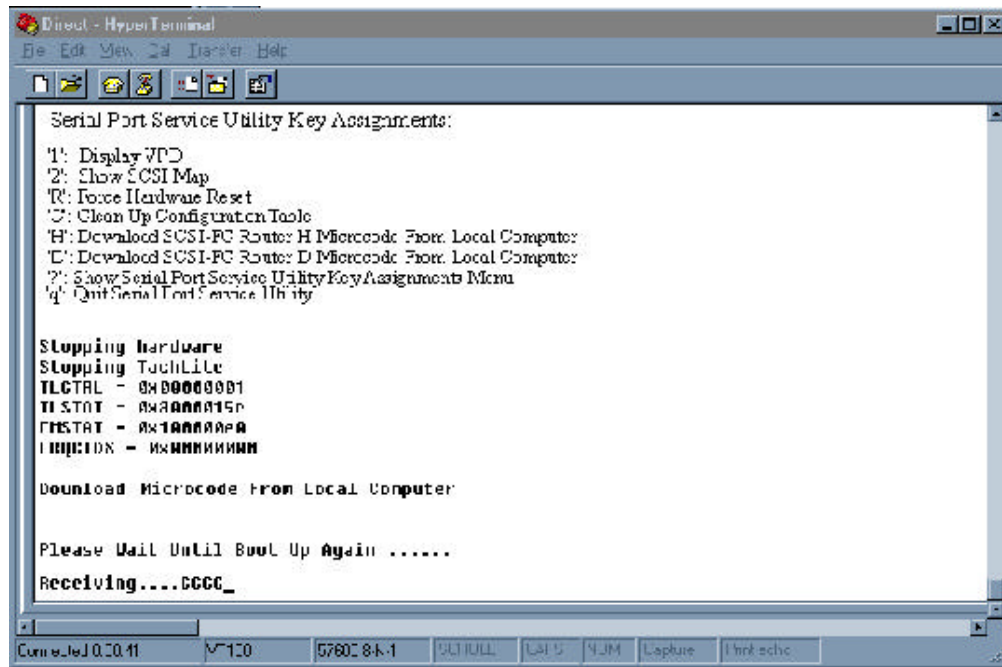 Direct - HyperTerminal
File Edit View Call Transfer Help
Serial Port Service Utility Key Assignments:
'1': Display VPD
'2': Show SCSI Map
'R': Force Hardware Reset
'C': Clean Up Configuration Table
'H': Download SCSI-FC Router H Microcode From Local Computer
'D': Download SCSI-FC Router D Microcode From Local Computer
'?': Show Serial Port Service Utility Key Assignments Menu
'q': Quit Serial Port Service Utility
Stopping hardware
Stopping TachLite
TLCTRL - 0x00000001
TLSTAT -
FMSTAT -
Download Microcode From Local Computer
Please Wait Until Boot Up Again ......
Receiving....CCCC_
Connected 0:00:41 VT100 57600 8-N-1 SCROLL CAPS NUM Capture Print echo